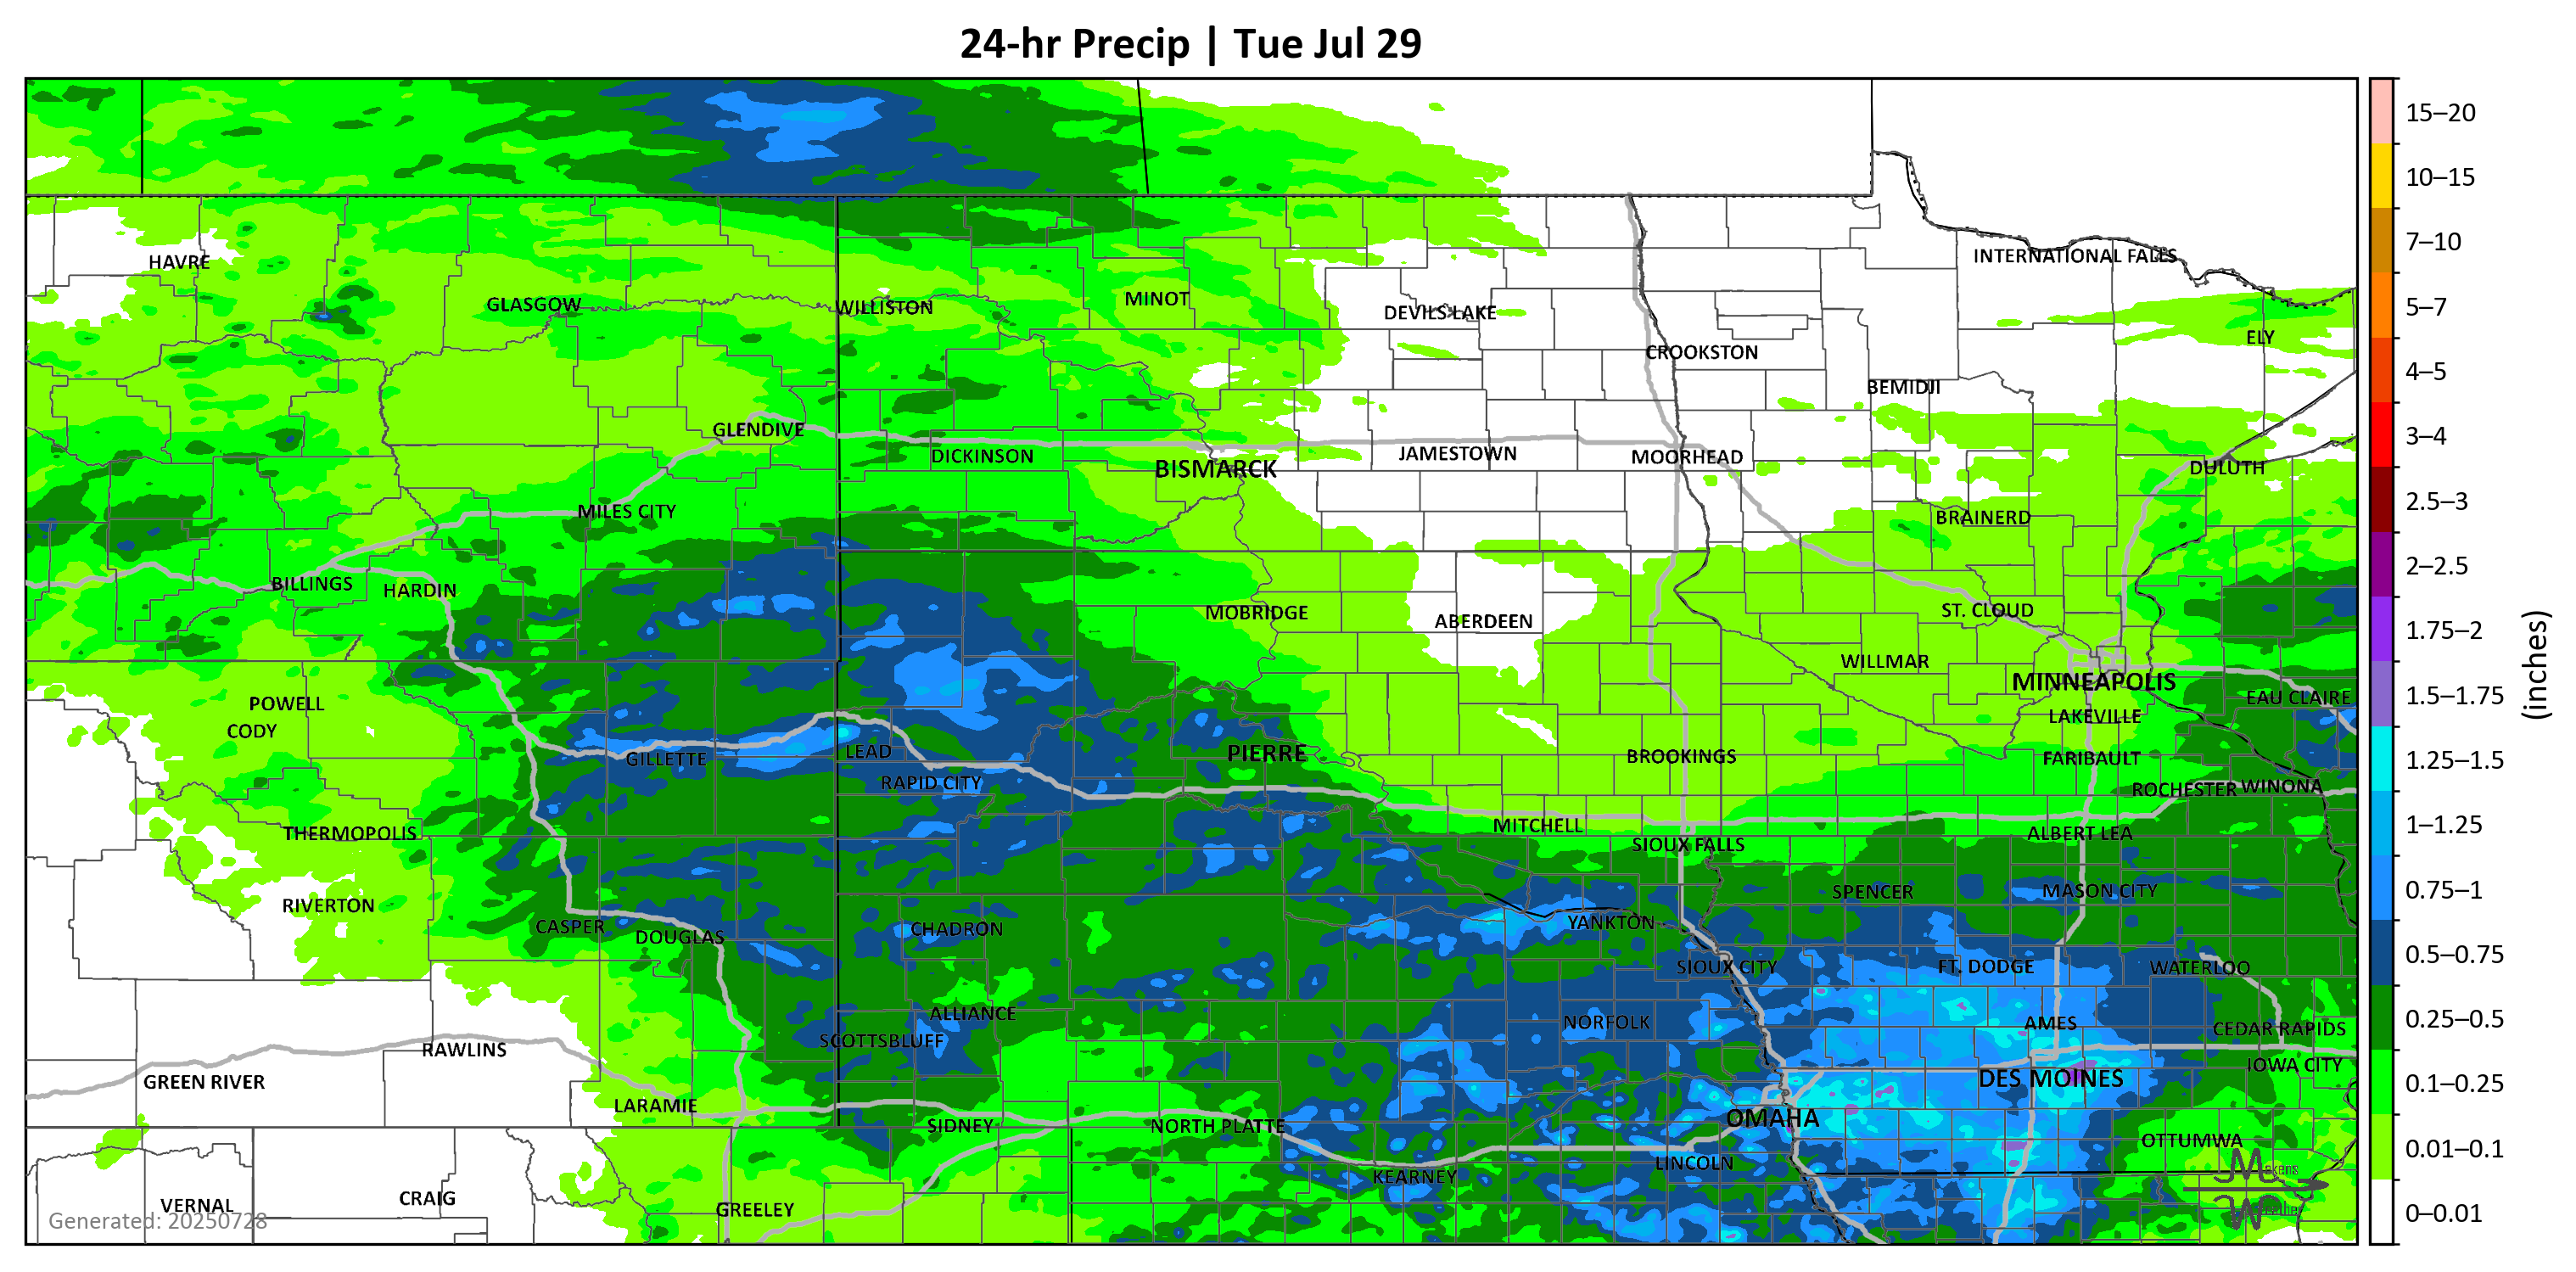 24-hr Precip | Tue Jul 29
15–20
10–15
INTERNATIONAL FALLS
7–10
HAVRE
MINOT
GLASGOW
WILLISTON
DEVILS LAKE
5–7
ELY
CROOKSTON
4–5
BEMIDJI
GLENDIVE
3–4
DICKINSON
JAMESTOWN
MOORHEAD
BISMARCK
DULUTH
2.5–3
MILES CITY
BRAINERD
2–2.5
BILLINGS
HARDIN
MOBRIDGE
ABERDEEN
ST. CLOUD
1.75–2
WILLMAR
(inches)
MINNEAPOLIS
1.5–1.75
EAU CLAIRE
POWELL
LAKEVILLE
CODY
LEAD
PIERRE
BROOKINGS
GILLETTE
FARIBAULT
1.25–1.5
RAPID CITY
ROCHESTER
WINONA
THERMOPOLIS
MITCHELL
ALBERT LEA
1–1.25
SIOUX FALLS
SPENCER
MASON CITY
0.75–1
RIVERTON
CASPER
DOUGLAS
CHADRON
YANKTON
SIOUX CITY
FT. DODGE
WATERLOO
0.5–0.75
ALLIANCE
NORFOLK
AMES
CEDAR RAPIDS
0.25–0.5
SCOTTSBLUFF
RAWLINS
IOWA CITY
GREEN RIVER
DES MOINES
0.1–0.25
LARAMIE
OMAHA
SIDNEY
NORTH PLATTE
OTTUMWA
0.01–0.1
LINCOLN
KEARNEY
Makens
Weather
CRAIG
VERNAL
GREELEY
0–0.01
Generated: 20250728